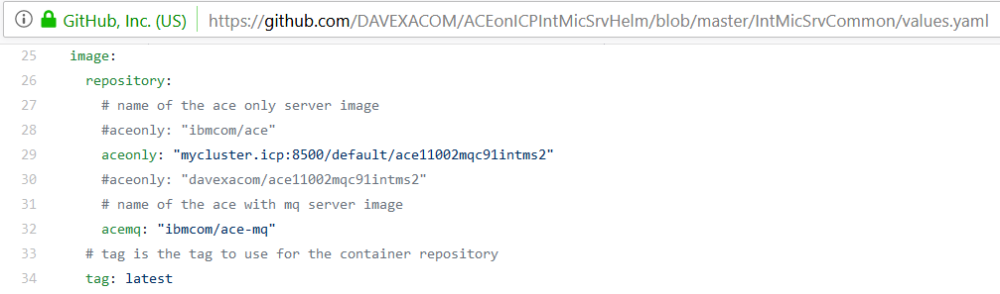 GitHub, Inc. (US) https://github.com/DAVEXACOM/ACEonICPIntMicSrvHelm/blob/master/IntMicSrvCommon/values.yaml
25 image:
26 repository:
27 # name of the ace only server image
28 #aceonly: "ibmcom/ace"
29 aceonly: "mycluster.icp:8500/default/ace11002mqc91intms2"
30 #aceonly: "davexacom/ace11002mqc91intms2"
31 # name of the ace with mq server image
32 acemq: "ibmcom/ace-mq"
33 # tag is the tag to use for the container repository
34 tag: latest